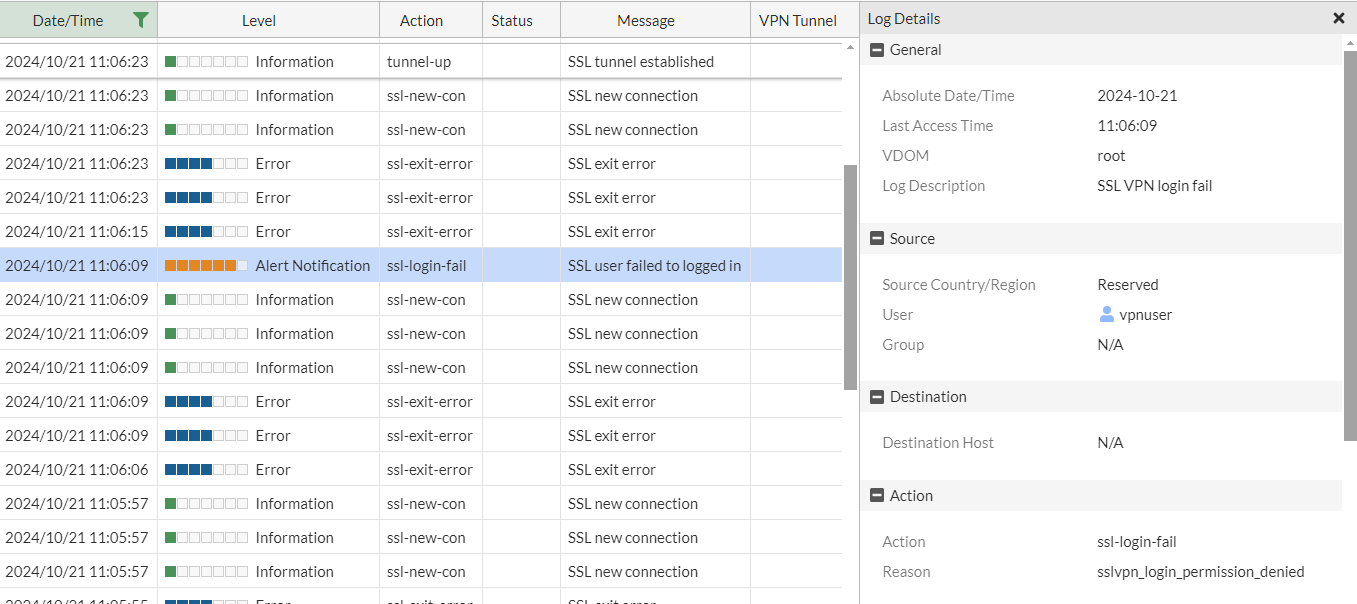 Date/Time Level Action Status Message VPN Tunnel
2024/10/21 11:06:23 Information tunnel-up SSL tunnel established
2024/10/21 11:06:23 Information ssl-new-con SSL new connection
2024/10/21 11:06:23 Information ssl-new-con SSL new connection
2024/10/21 11:06:23 Error ssl-exit-error SSL exit error
2024/10/21 11:06:23 Error ssl-exit-error SSL exit error
2024/10/21 11:06:15 Error ssl-exit-error SSL exit error
2024/10/21 11:06:09 Alert Notification ssl-login-fail SSL user failed to logged in
2024/10/21 11:06:09 Information ssl-new-con SSL new connection
2024/10/21 11:06:09 Information ssl-new-con SSL new connection
2024/10/21 11:06:09 Information ssl-new-con SSL new connection
2024/10/21 11:06:09 Error ssl-exit-error SSL exit error
2024/10/21 11:06:09 Error ssl-exit-error SSL exit error
2024/10/21 11:06:06 Error ssl-exit-error SSL exit error
2024/10/21 11:05:57 Information ssl-new-con SSL new connection
2024/10/21 11:05:57 Information ssl-new-con SSL new connection
2024/10/21 11:05:57 Information ssl-new-con SSL new connection
Log Details
General
Absolute Date/Time 2024-10-21
Last Access Time 11:06:09
VDOM root
Log Description SSL VPN login fail
Source
Source Country/Region Reserved
User vpnuser
Group N/A
Destination
Destination Host N/A
Action
Action ssl-login-fail
Reason sslvpn_login_permission_denied